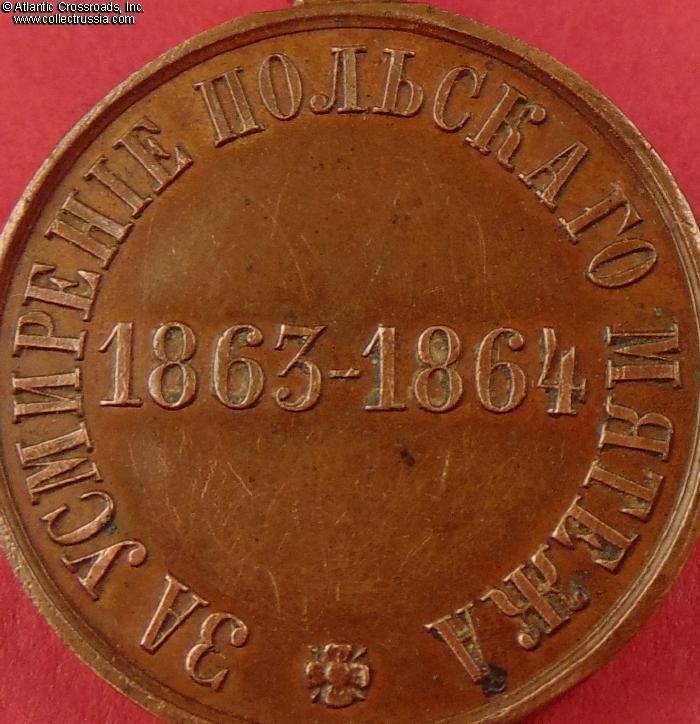 © Atlantic Crossroads, Inc.
www.collectrussia.com
ЗА УСМИРЕНІЕ ПОЛЬСКАГО МЯТЕЖА
1863-1864